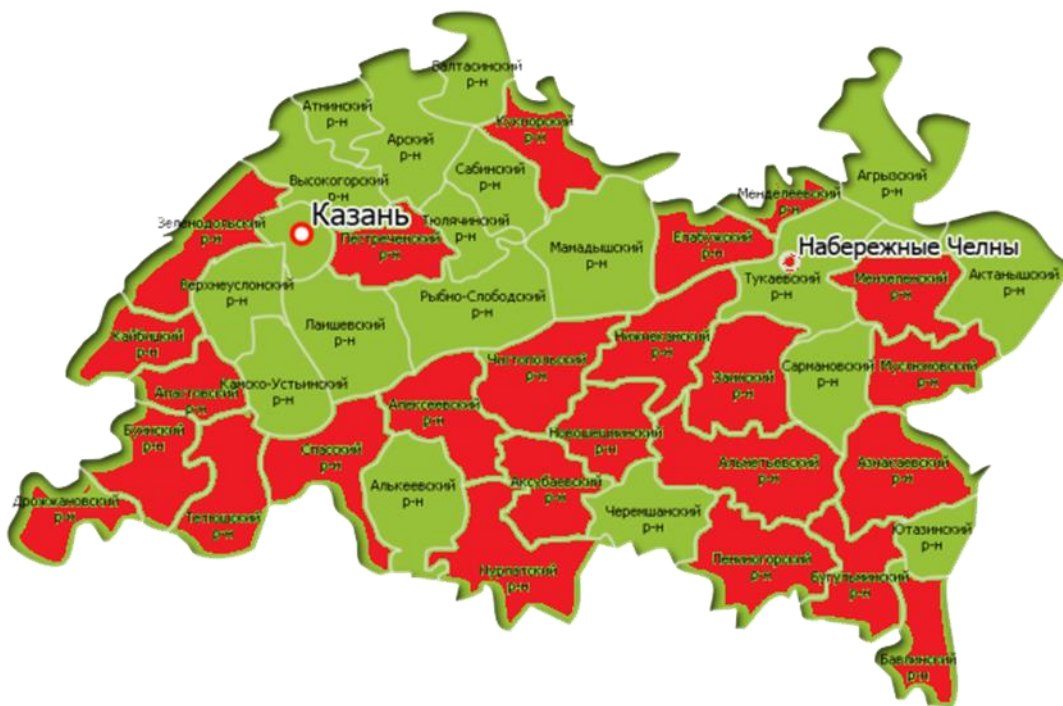 Балтасинский
р-н
Атнинский
р-н
Арский
р-н
Кукморский
р-н
Сабинский
р-н
Высокогорский
р-н
Агрызский
р-н
Менделеевский
р-н
Зеленодольский
р-н
Казань
Пестреченский
р-н
Тюлячинский
р-н
Мамадышский
р-н
Елабужский
р-н
Набережные Челны
Тукаевский
р-н
Мензелинский
р-н
Актанышский
р-н
Верхнеуслонский
р-н
Рыбно-Слободский
р-н
Лаишевский
р-н
Кайбицкий
р-н
Нижнекамский
р-н
Чистопольский
р-н
Заинский
р-н
Сармановский
р-н
Муслюмовский
р-н
Апастовский
р-н
Камско-Устьинский
р-н
Алексеевский
р-н
Буинский
р-н
Спасский
р-н
Новошешминский
р-н
Альметьевский
р-н
Азнакаевский
р-н
Дрожжановский
р-н
Тетюшский
р-н
Алькеевский
р-н
Аксубаевский
р-н
Черемшанский
р-н
Ютазинский
р-н
Нурлатский
р-н
Лениногорский
р-н
Бугульминский
р-н
Бавлинский
р-н